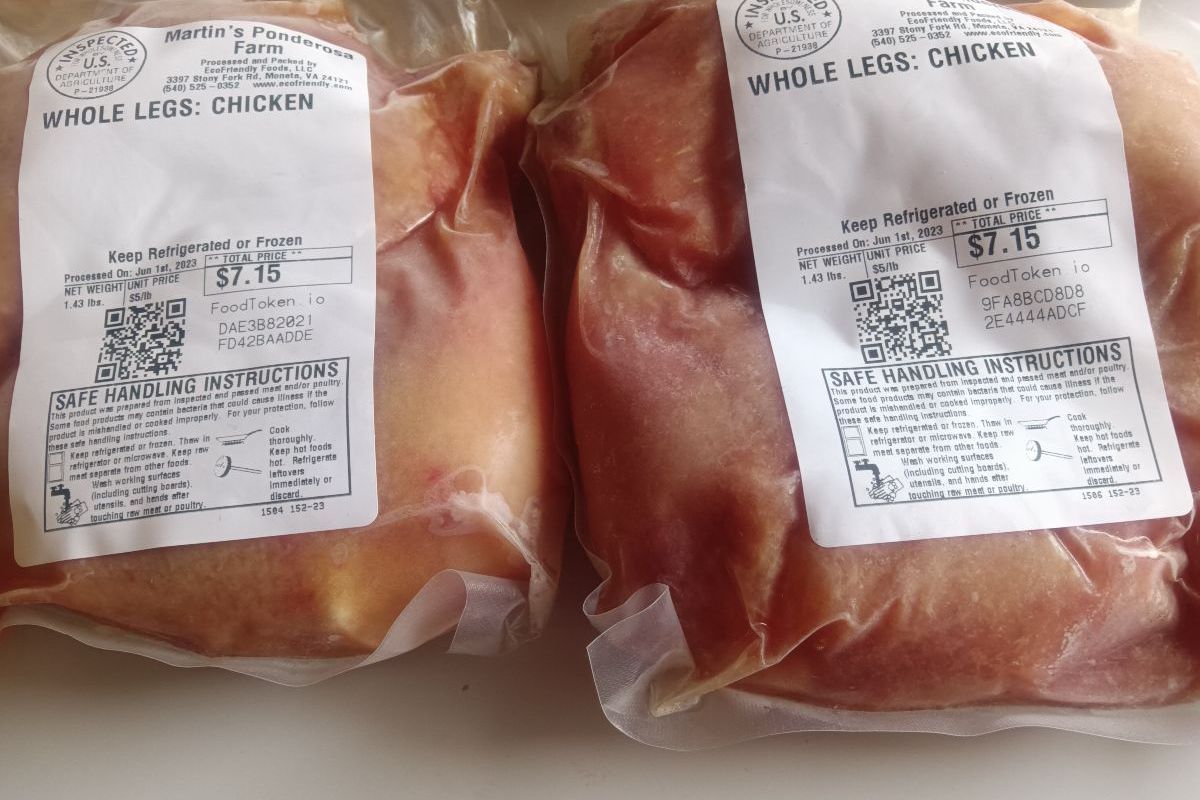 INSPECTED
U.S.
DEPARTMENT OF
AGRICULTURE
P-21938
Martin's Ponderosa
Farm
Processed and Packed by
EcoFriendly Foods, LLC
3397 Stony Fork Rd, Moneta, VA 24121
(540) 525-0352 www.ecofriendly.com
WHOLE LEGS: CHICKEN
Keep Refrigerated or Frozen
Processed On: Jun 1st, 2023
** TOTAL PRICE **
NET WEIGHT UNIT PRICE
$7.15
1.43 lbs. $5/lb
FoodToken.io
DAE3B82021
FD42BAADDE
SAFE HANDLING INSTRUCTIONS
This product was prepared from inspected and passed meat and/or poultry.
Some food products may contain bacteria that could cause illness if the
product is mishandled or cooked improperly. For your protection, follow
these safe handling instructions.
Keep refrigerated or frozen. Thaw in
refrigerator or microwave. Keep raw
meat separate from other foods.
Wash working surfaces
(including cutting boards),
utensils, and hands after
touching raw meat or poultry.
Cook
thoroughly.
Keep hot foods
hot. Refrigerate
leftovers
immediately or
discard.
1504 152-23
U.S.
DEPARTMENT OF
AGRICULTURE
P-21938
Farm
Processed and Packed by
EcoFriendly Foods, LLC
3397 Stony Fork Rd, Moneta, VA
(540) 525-0352 www.ecofriendly.com
WHOLE LEGS: CHICKEN
Keep Refrigerated or Frozen
Processed On: Jun 1st, 2023
** TOTAL PRICE **
NET WEIGHT UNIT PRICE
$7.15
1.43 lbs. $5/lb
FoodToken.io
9FA8BCD8D8
2E4444ADCF
SAFE HANDLING INSTRUCTIONS
This product was prepared from inspected and passed meat and/or poultry.
Some food products may contain bacteria that could cause illness if the
product is mishandled or cooked improperly. For your protection, follow
these safe handling instructions.
Keep refrigerated or frozen. Thaw in
refrigerator or microwave. Keep raw
meat separate from other foods.
Wash working surfaces
(including cutting boards),
utensils, and hands after
touching raw meat or poultry.
Cook
thoroughly.
Keep hot foods
hot. Refrigerate
leftovers
immediately or
discard.
1506 152-23